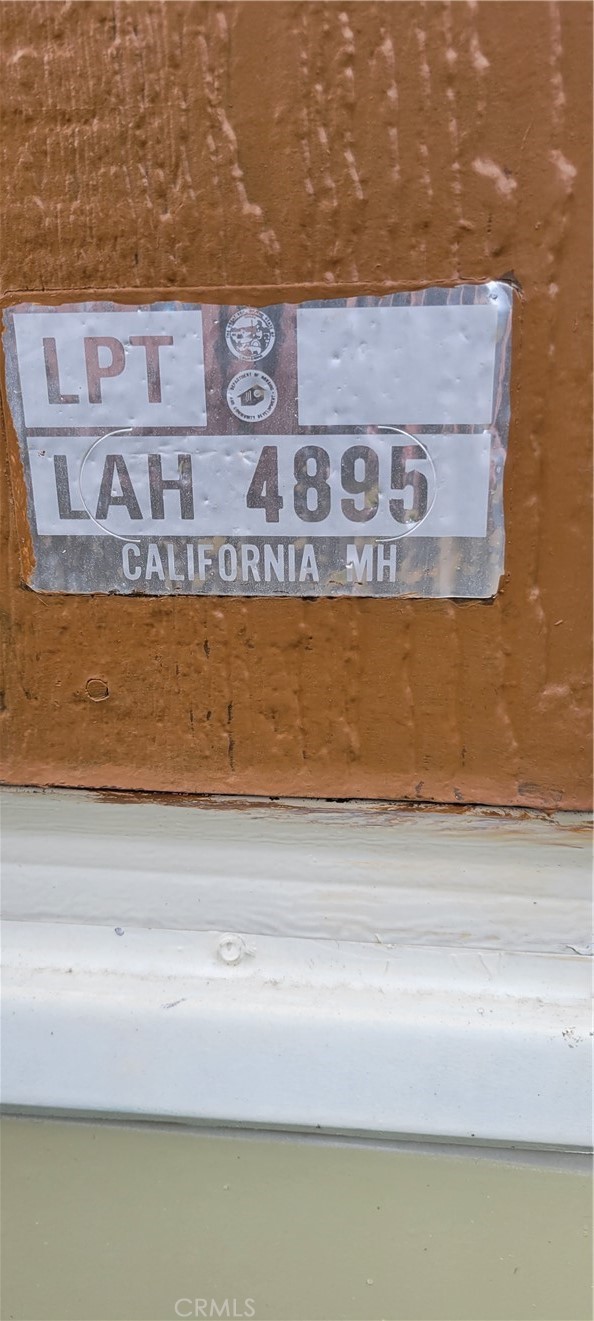 LPT
LAH 4895
CALIFORNIA MH
CRMLS